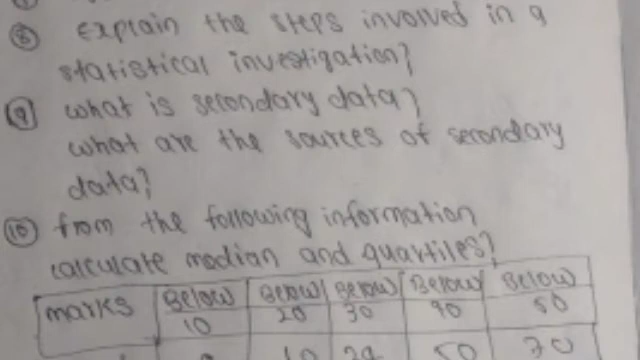 ⑧ Explain the steps involved in a
statistical investigation?
⑨ what is secondary data?
what are the sources of secondary
data?
⑩ from the following information
calculate median and quartiles?
marks Below 10 Below 20 Below 30 Below 40 Below 50
10 50 70